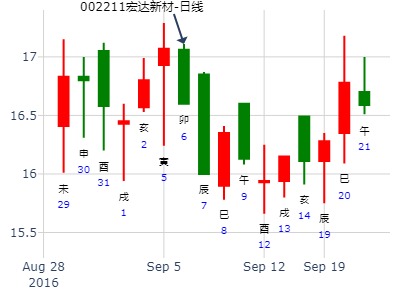 002211宏达新材-日线
17
16.5
16
15.5
未
29
申
30
酉
31
戌
1
亥
2
寅
5
卯
6
辰
7
巳
8
午
9
酉
12
戌
13
亥
14
辰
19
巳
20
午
21
Aug 28
2016
Sep 5
Sep 12
Sep 19